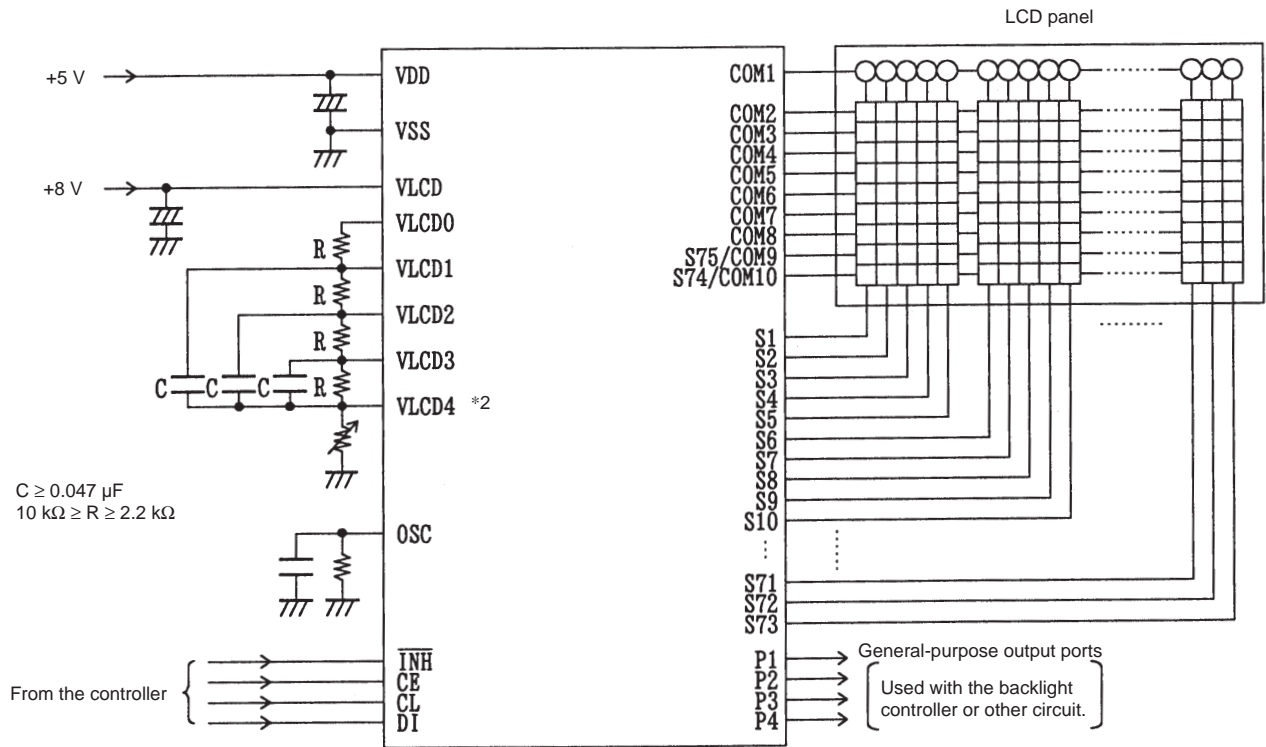 LCD panel
+5 V
VDD
VSS
+8 V
VLCD
VLCD0
R
VLCD1
R
VLCD2
R
VLCD3
R
C
C
C
VLCD4 *2
C ≥ 0.047 µF
10 kΩ ≥ R ≥ 2.2 kΩ
OSC
From the controller
INH
CE
CL
DI
COM1
COM2
COM3
COM4
COM5
COM6
COM7
COM8
S75/COM9
S74/COM10
S1
S2
S3
S4
S5
S6
S7
S8
S9
S10
S71
S72
S73
P1
P2
P3
P4
General-purpose output ports
Used with the backlight
controller or other circuit.